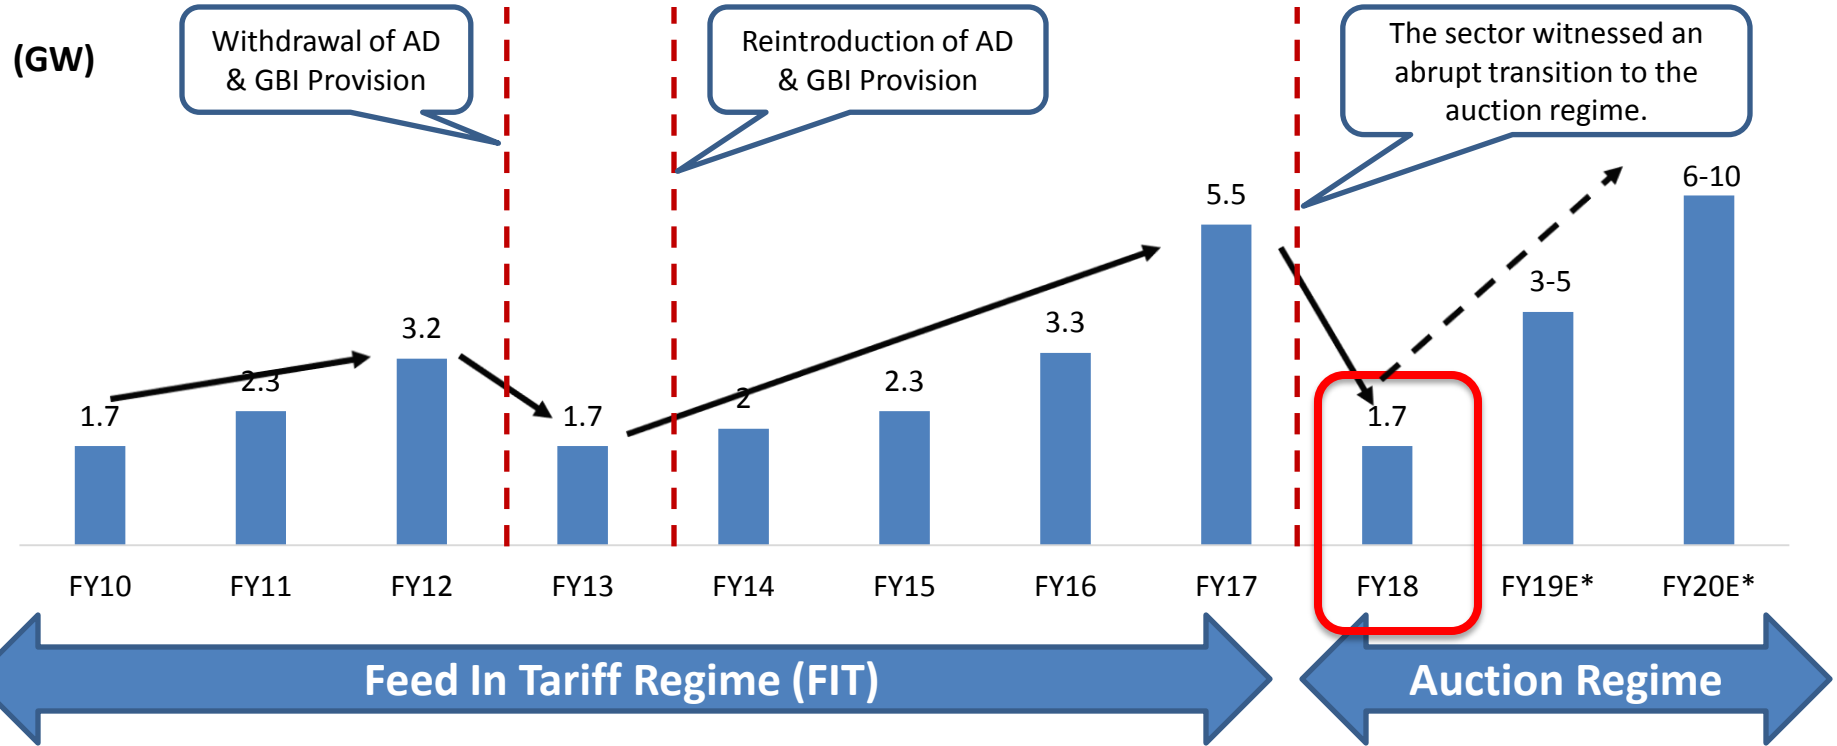 (GW)
Withdrawal of AD
& GBI Provision
Reintroduction of AD
& GBI Provision
The sector witnessed an
abrupt transition to the
auction regime.
1.7
2.3
3.2
1.7
2
2.3
3.3
5.5
1.7
3-5
6-10
FY10
FY11
FY12
FY13
FY14
FY15
FY16
FY17
FY18
FY19E*
FY20E*
Feed In Tariff Regime (FIT)
Auction Regime